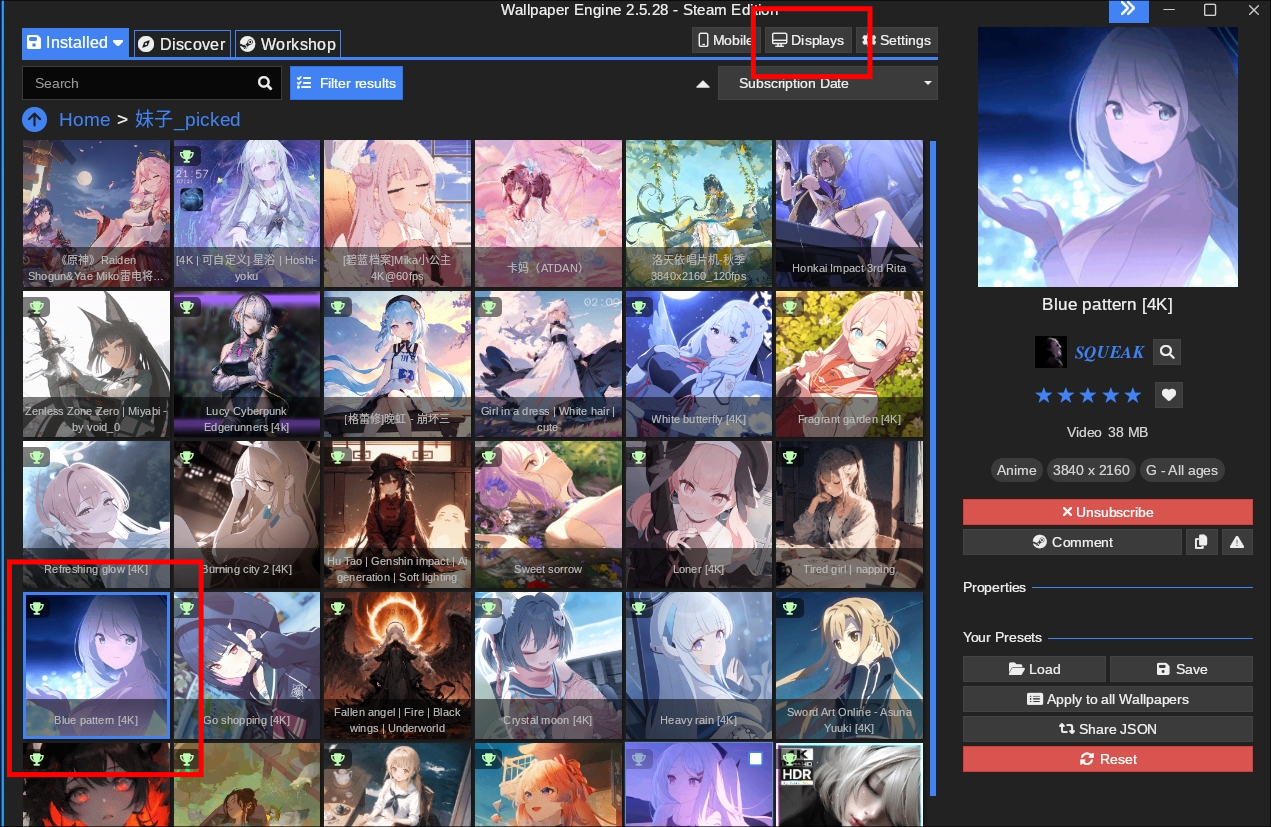 Wallpaper Engine 2.5.28 - Steam Edition
Installed
Discover
Workshop
Mobile
Displays
Settings
Search
Filter results
Subscription Date
Home > 妹子_picked
21:57
《原神》Raiden
Shogun&Yae Miko雷电将...
[4K | 可自定义] 星浴 | Hoshi-
yoku
[碧蓝档案]Mika小公主
4K@60fps
卡妈（ATDAN）
洛天依唱片机-秋季
3840x2160_120fps
Honkai Impact 3rd Rita
02:00
Zenless Zone Zero | Miyabi -
by void_0
Lucy Cyberpunk
Edgerunners [4k]
[格蕾修]晚虹 - 崩坏三
Girl in a dress | White hair |
cute
White butterfly [4K]
Fragrant garden [4K]
Refreshing glow [4K]
Burning city 2 [4K]
Hu Tao | Genshin impact | Ai
generation | Soft lighting
Sweet sorrow
Loner [4K]
Tired girl | napping
Blue pattern [4K]
Go shopping [4K]
Fallen angel | Fire | Black
wings | Underworld
Crystal moon [4K]
Heavy rain [4K]
Sword Art Online - Asuna
Yuuki [4K]
4K
HDR
Blue pattern [4K]
SQUEAK
Video 38 MB
Anime
3840 x 2160
G - All ages
Unsubscribe
Comment
Properties
Your Presets
Load
Save
Apply to all Wallpapers
Share JSON
Reset